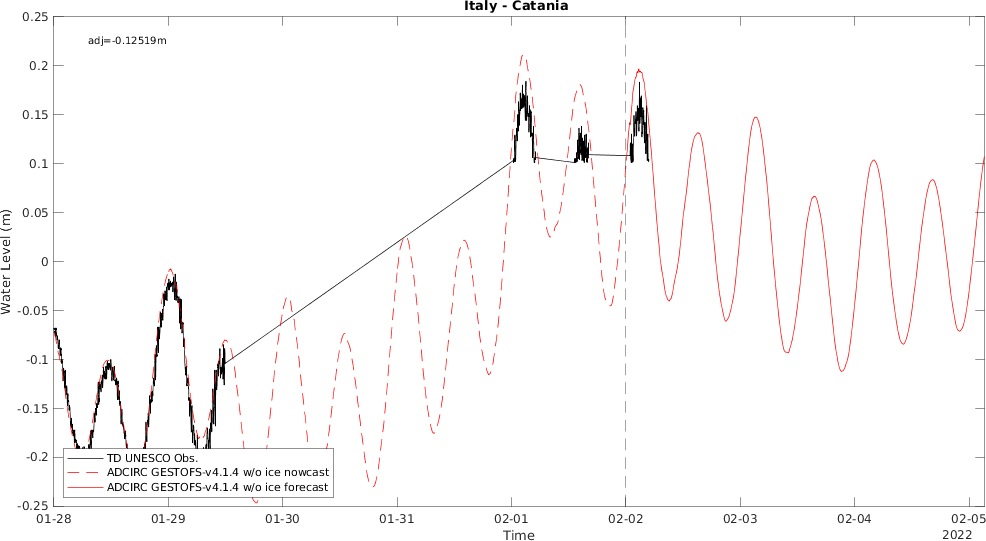 Italy - Catania
adj=-0.12519m
0.25
0.2
0.15
0.1
0.05
0
-0.05
-0.1
-0.15
-0.2
-0.25
Water Level (m)
TD UNESCO Obs.
ADCIRC GESTOFS-v4.1.4 w/o ice nowcast
ADCIRC GESTOFS-v4.1.4 w/o ice forecast
01-28 01-29 01-30 01-31 02-01 02-02 02-03 02-04 02-05
Time
2022